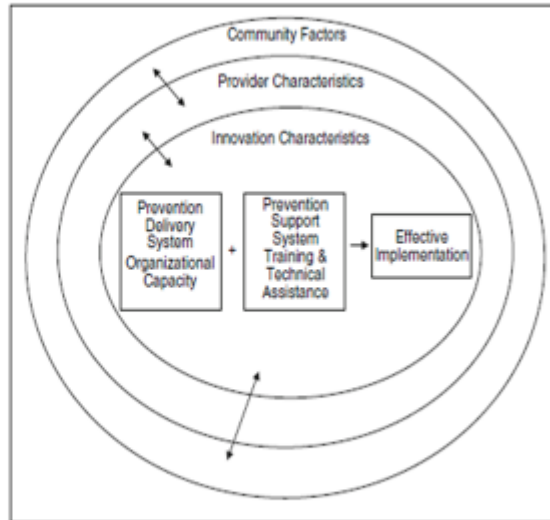 Community Factors
Provider Characteristics
Innovation Characteristics
Prevention
Delivery
System
Organizational
Capacity
+
Prevention
Support
System
Training &
Technical
Assistance
Effective
Implementation